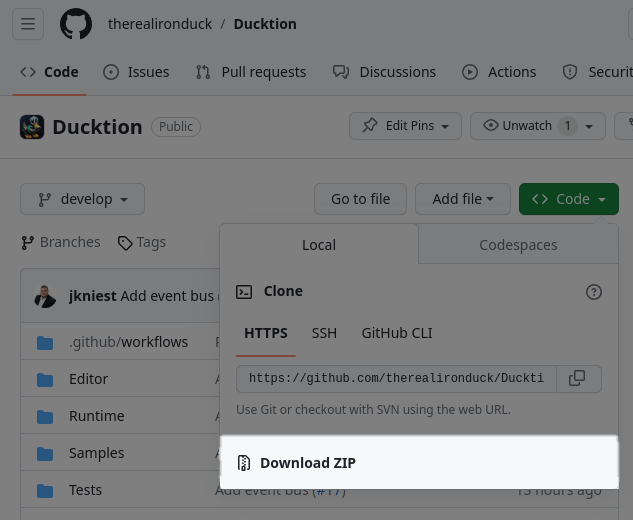 therealironduck / Ducktion
Code Issues Pull requests Discussions Actions Securit
Ducktion Public Edit Pins Unwatch 1
develop Go to file Add file Code
Branches Tags
Local Codespaces
jkniest Add event bus (
Clone
.github/workflows
HTTPS SSH GitHub CLI
Editor
https://github.com/therealironduck/Duckti
Runtime
Use Git or checkout with SVN using the web URL.
Samples
Download ZIP
Tests Add event bus (#17) 13 hours ago